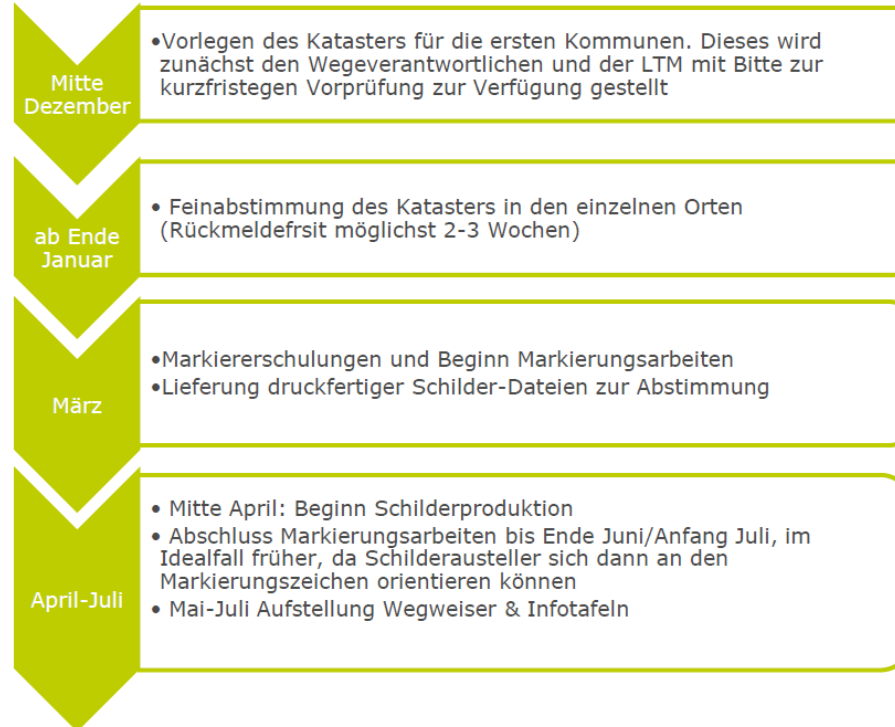 Mitte
Dezember
•Vorlegen des Katasters für die ersten Kommunen. Dieses wird
zunächst den Wegeverantwortlichen und der LTM mit Bitte zur
kurzfristegen Vorprüfung zur Verfügung gestellt
ab Ende
Januar
• Feinabstimmung des Katasters in den einzelnen Orten
(Rückmeldefrsit möglichst 2-3 Wochen)
März
•Markiererschulungen und Beginn Markierungsarbeiten
•Lieferung druckfertiger Schilder-Dateien zur Abstimmung
April-Juli
• Mitte April: Beginn Schilderproduktion
• Abschluss Markierungsarbeiten bis Ende Juni/Anfang Juli, im
Idealfall früher, da Schilderausteller sich dann an den
Markierungszeichen orientieren können
• Mai-Juli Aufstellung Wegweiser & Infotafeln